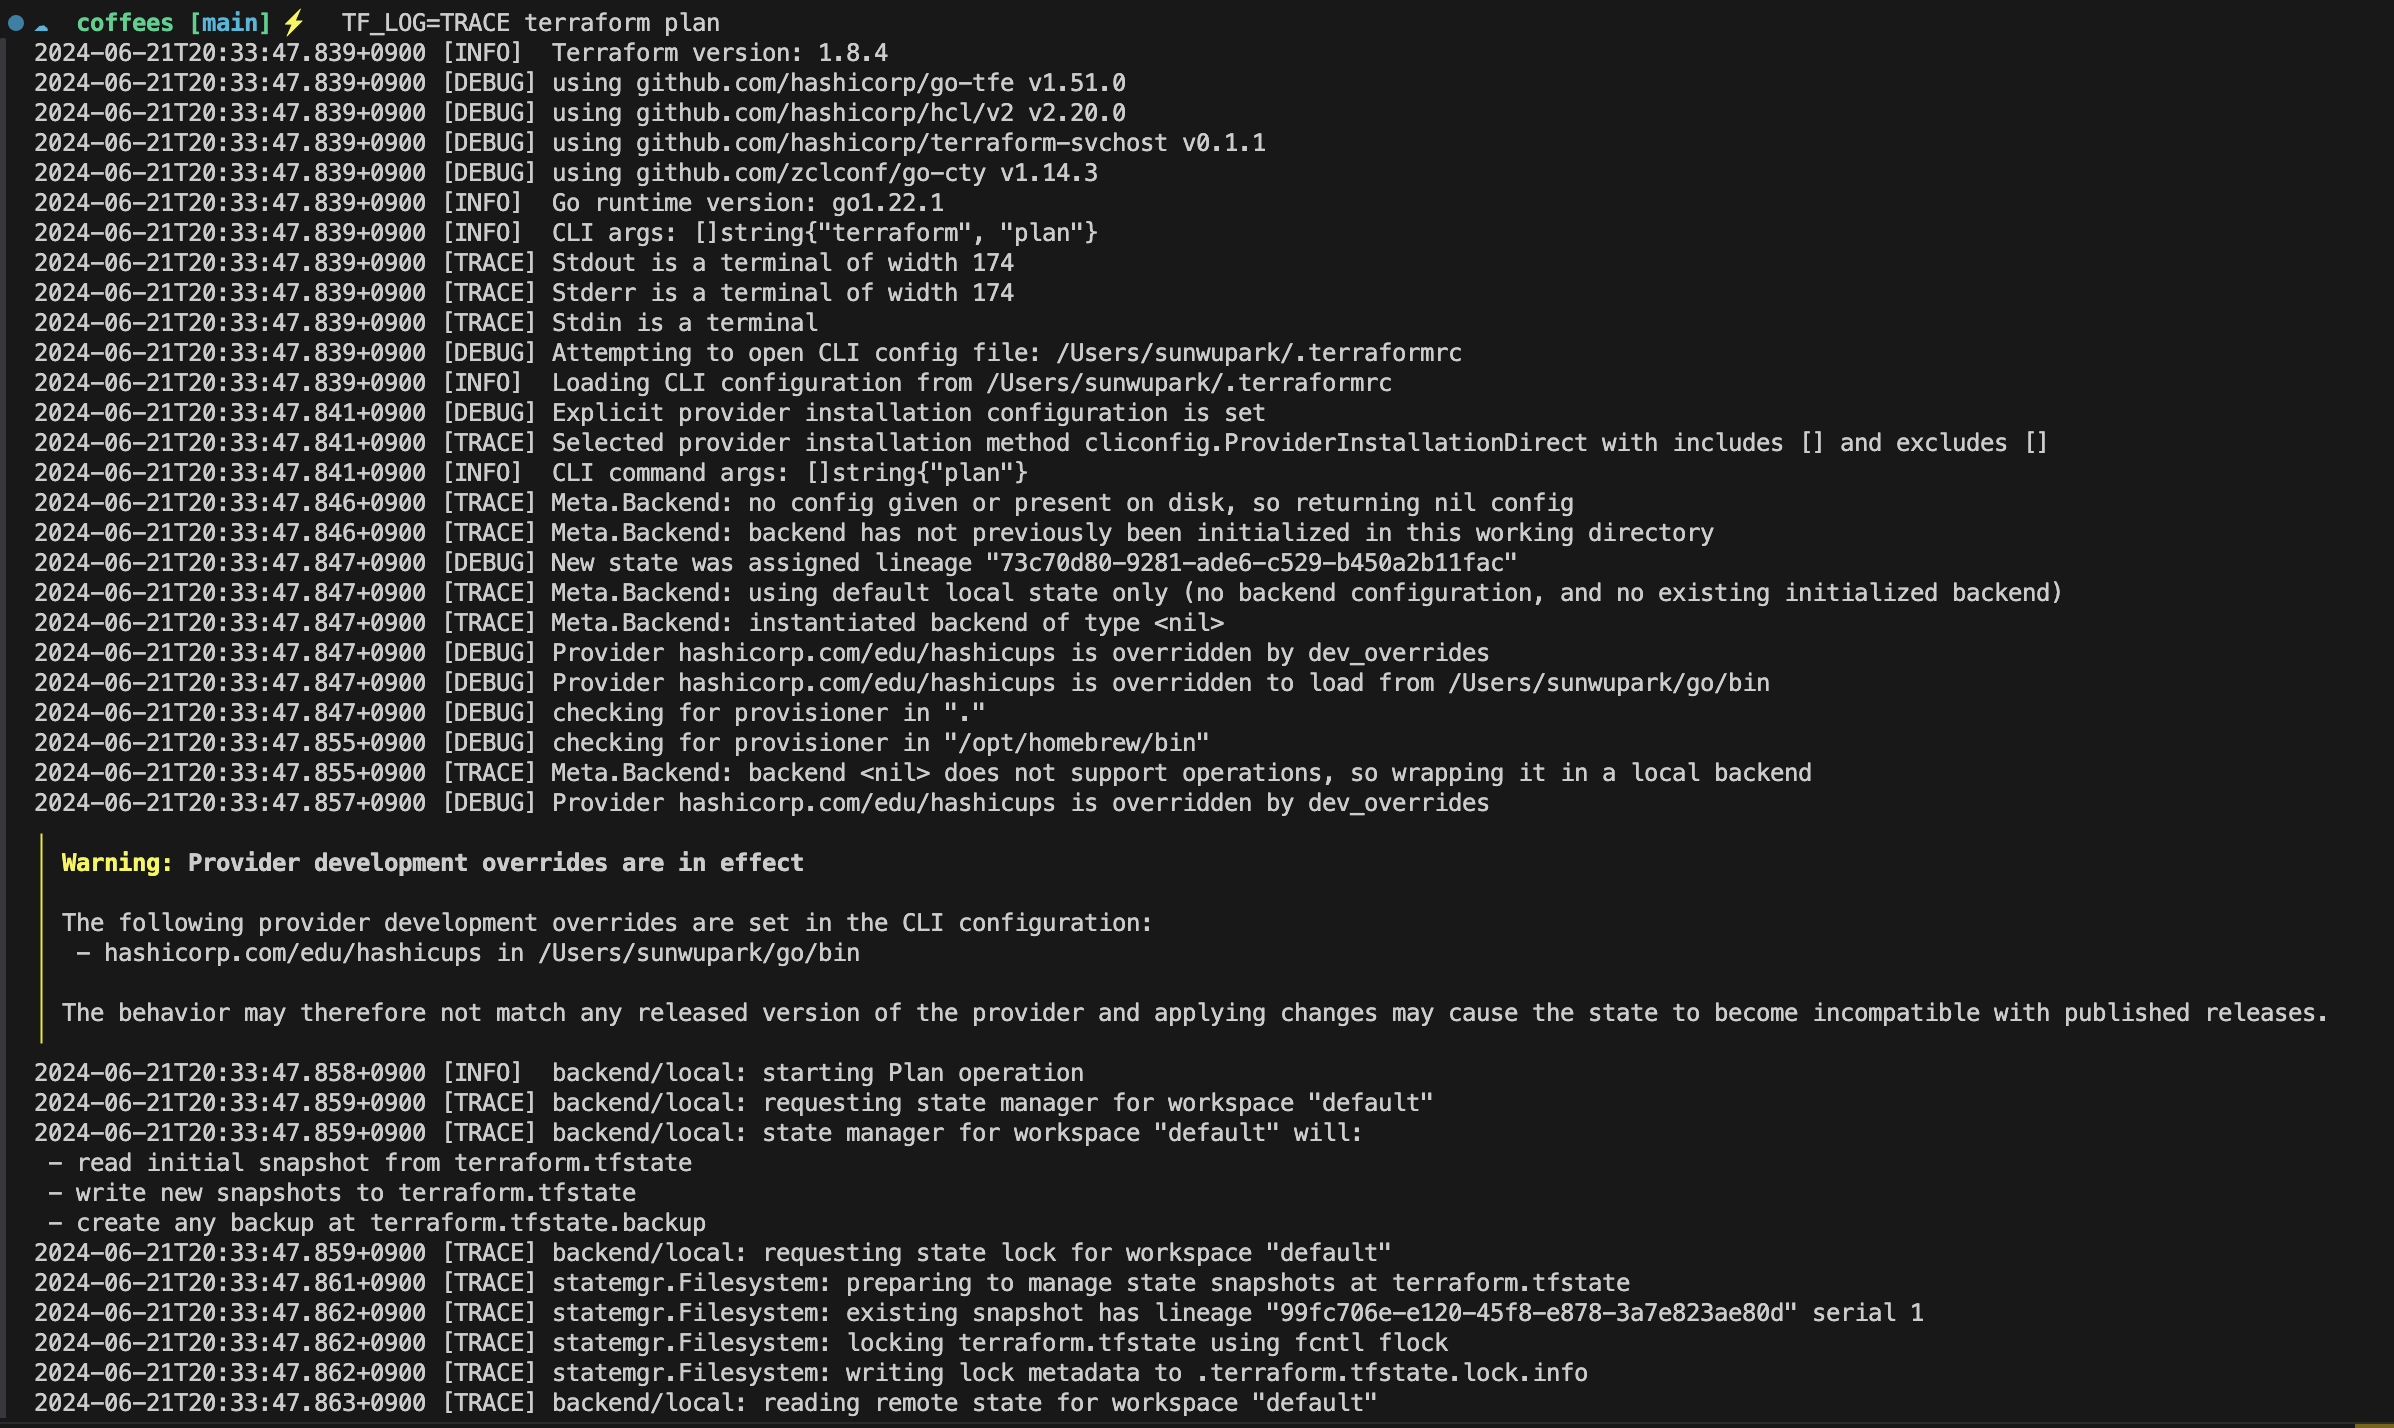 coffees [main] ⚡ TF_LOG=TRACE terraform plan
2024-06-21T20:33:47.839+0900 [INFO]  Terraform version: 1.8.4
2024-06-21T20:33:47.839+0900 [DEBUG] using github.com/hashicorp/go-tfe v1.51.0
2024-06-21T20:33:47.839+0900 [DEBUG] using github.com/hashicorp/hcl/v2 v2.20.0
2024-06-21T20:33:47.839+0900 [DEBUG] using github.com/hashicorp/terraform-svchost v0.1.1
2024-06-21T20:33:47.839+0900 [DEBUG] using github.com/zclconf/go-cty v1.14.3
2024-06-21T20:33:47.839+0900 [INFO]  Go runtime version: go1.22.1
2024-06-21T20:33:47.839+0900 [INFO]  CLI args: []string{"terraform", "plan"}
2024-06-21T20:33:47.839+0900 [TRACE] Stdout is a terminal of width 174
2024-06-21T20:33:47.839+0900 [TRACE] Stderr is a terminal of width 174
2024-06-21T20:33:47.839+0900 [TRACE] Stdin is a terminal
2024-06-21T20:33:47.839+0900 [DEBUG] Attempting to open CLI config file: /Users/sunwupark/.terraformrc
2024-06-21T20:33:47.839+0900 [INFO]  Loading CLI configuration from /Users/sunwupark/.terraformrc
2024-06-21T20:33:47.841+0900 [DEBUG] Explicit provider installation configuration is set
2024-06-21T20:33:47.841+0900 [TRACE] Selected provider installation method cliconfig.ProviderInstallationDirect with includes [] and excludes []
2024-06-21T20:33:47.841+0900 [INFO]  CLI command args: []string{"plan"}
2024-06-21T20:33:47.846+0900 [TRACE] Meta.Backend: no config given or present on disk, so returning nil config
2024-06-21T20:33:47.846+0900 [TRACE] Meta.Backend: backend has not previously been initialized in this working directory
2024-06-21T20:33:47.847+0900 [DEBUG] New state was assigned lineage "73c70d80-9281-ade6-c529-b450a2b11fac"
2024-06-21T20:33:47.847+0900 [TRACE] Meta.Backend: using default local state only (no backend configuration, and no existing initialized backend)
2024-06-21T20:33:47.847+0900 [TRACE] Meta.Backend: instantiated backend of type <nil>
2024-06-21T20:33:47.847+0900 [DEBUG] Provider hashicorp.com/edu/hashicups is overridden by dev_overrides
2024-06-21T20:33:47.847+0900 [DEBUG] Provider hashicorp.com/edu/hashicups is overridden to load from /Users/sunwupark/go/bin
2024-06-21T20:33:47.847+0900 [DEBUG] checking for provisioner in "."
2024-06-21T20:33:47.855+0900 [DEBUG] checking for provisioner in "/opt/homebrew/bin"
2024-06-21T20:33:47.855+0900 [TRACE] Meta.Backend: backend <nil> does not support operations, so wrapping it in a local backend
2024-06-21T20:33:47.857+0900 [DEBUG] Provider hashicorp.com/edu/hashicups is overridden by dev_overrides
Warning: Provider development overrides are in effect
The following provider development overrides are set in the CLI configuration:
 - hashicorp.com/edu/hashicups in /Users/sunwupark/go/bin
The behavior may therefore not match any released version of the provider and applying changes may cause the state to become incompatible with published releases.
2024-06-21T20:33:47.858+0900 [INFO]  backend/local: starting Plan operation
2024-06-21T20:33:47.859+0900 [TRACE] backend/local: requesting state manager for workspace "default"
2024-06-21T20:33:47.859+0900 [TRACE] backend/local: state manager for workspace "default" will:
 - read initial snapshot from terraform.tfstate
 - write new snapshots to terraform.tfstate
 - create any backup at terraform.tfstate.backup
2024-06-21T20:33:47.859+0900 [TRACE] backend/local: requesting state lock for workspace "default"
2024-06-21T20:33:47.861+0900 [TRACE] statemgr.Filesystem: preparing to manage state snapshots at terraform.tfstate
2024-06-21T20:33:47.862+0900 [TRACE] statemgr.Filesystem: existing snapshot has lineage "99fc706e-e120-45f8-e878-3a7e823ae80d" serial 1
2024-06-21T20:33:47.862+0900 [TRACE] statemgr.Filesystem: locking terraform.tfstate using fcntl flock
2024-06-21T20:33:47.862+0900 [TRACE] statemgr.Filesystem: writing lock metadata to .terraform.tfstate.lock.info
2024-06-21T20:33:47.863+0900 [TRACE] backend/local: reading remote state for workspace "default"